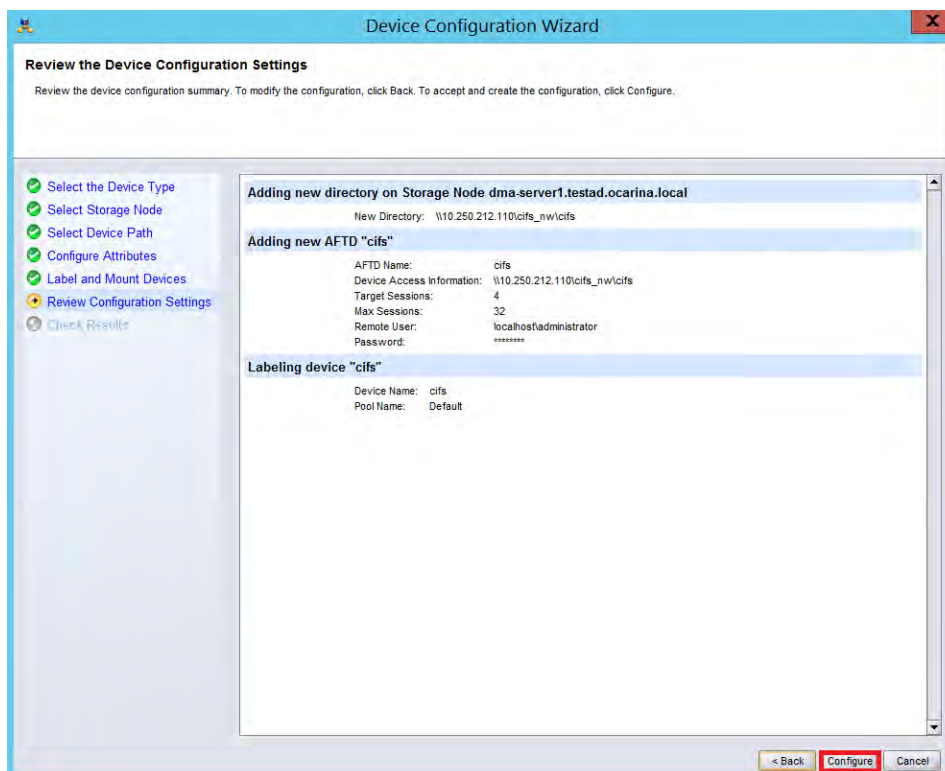 Device Configuration Wizard
X
Review the Device Configuration Settings
Review the device configuration summary. To modify the configuration, click Back. To accept and create the configuration, click Configure.
Select the Device Type
Select Storage Node
Select Device Path
Configure Attributes
Label and Mount Devices
Review Configuration Settings
Check Results
Adding new directory on Storage Node dma-server1.testad.ocarina.local
New Directory: \\10.250.212.110\cifs_nw\cifs
Adding new AFTD "cifs"
AFTD Name: cifs
Device Access Information: \\10.250.212.110\cifs_nw\cifs
Target Sessions: 4
Max Sessions: 32
Remote User: localhost\administrator
Password: ********
Labeling device "cifs"
Device Name: cifs
Pool Name: Default
< Back Configure Cancel